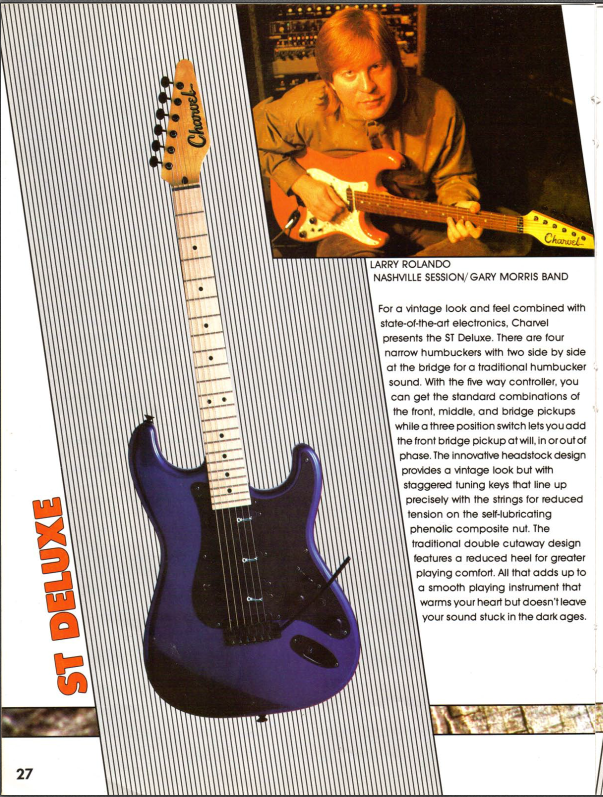 Charvel
Charvel
LARRY ROLANDO
NASHVILLE SESSION/GARY MORRIS BAND
For a vintage look and feel combined with
state-of-the-art electronics, Charvel
presents the ST Deluxe. There are four
narrow humbuckers with two side by side
at the bridge for a traditional humbucker
sound. With the five way controller, you
can get the standard combinations of
the front, middle, and bridge pickups
while a three position switch lets you add
the front bridge pickup at will, in or out of
phase. The innovative headstock design
provides a vintage look but with
staggered tuning keys that line up
precisely with the strings for reduced
tension on the self-lubricating
phenolic composite nut. The
traditional double cutaway design
features a reduced heel for greater
playing comfort. All that adds up to
a smooth playing instrument that
warms your heart but doesn't leave
your sound stuck in the dark ages.
ST DELUXE
27